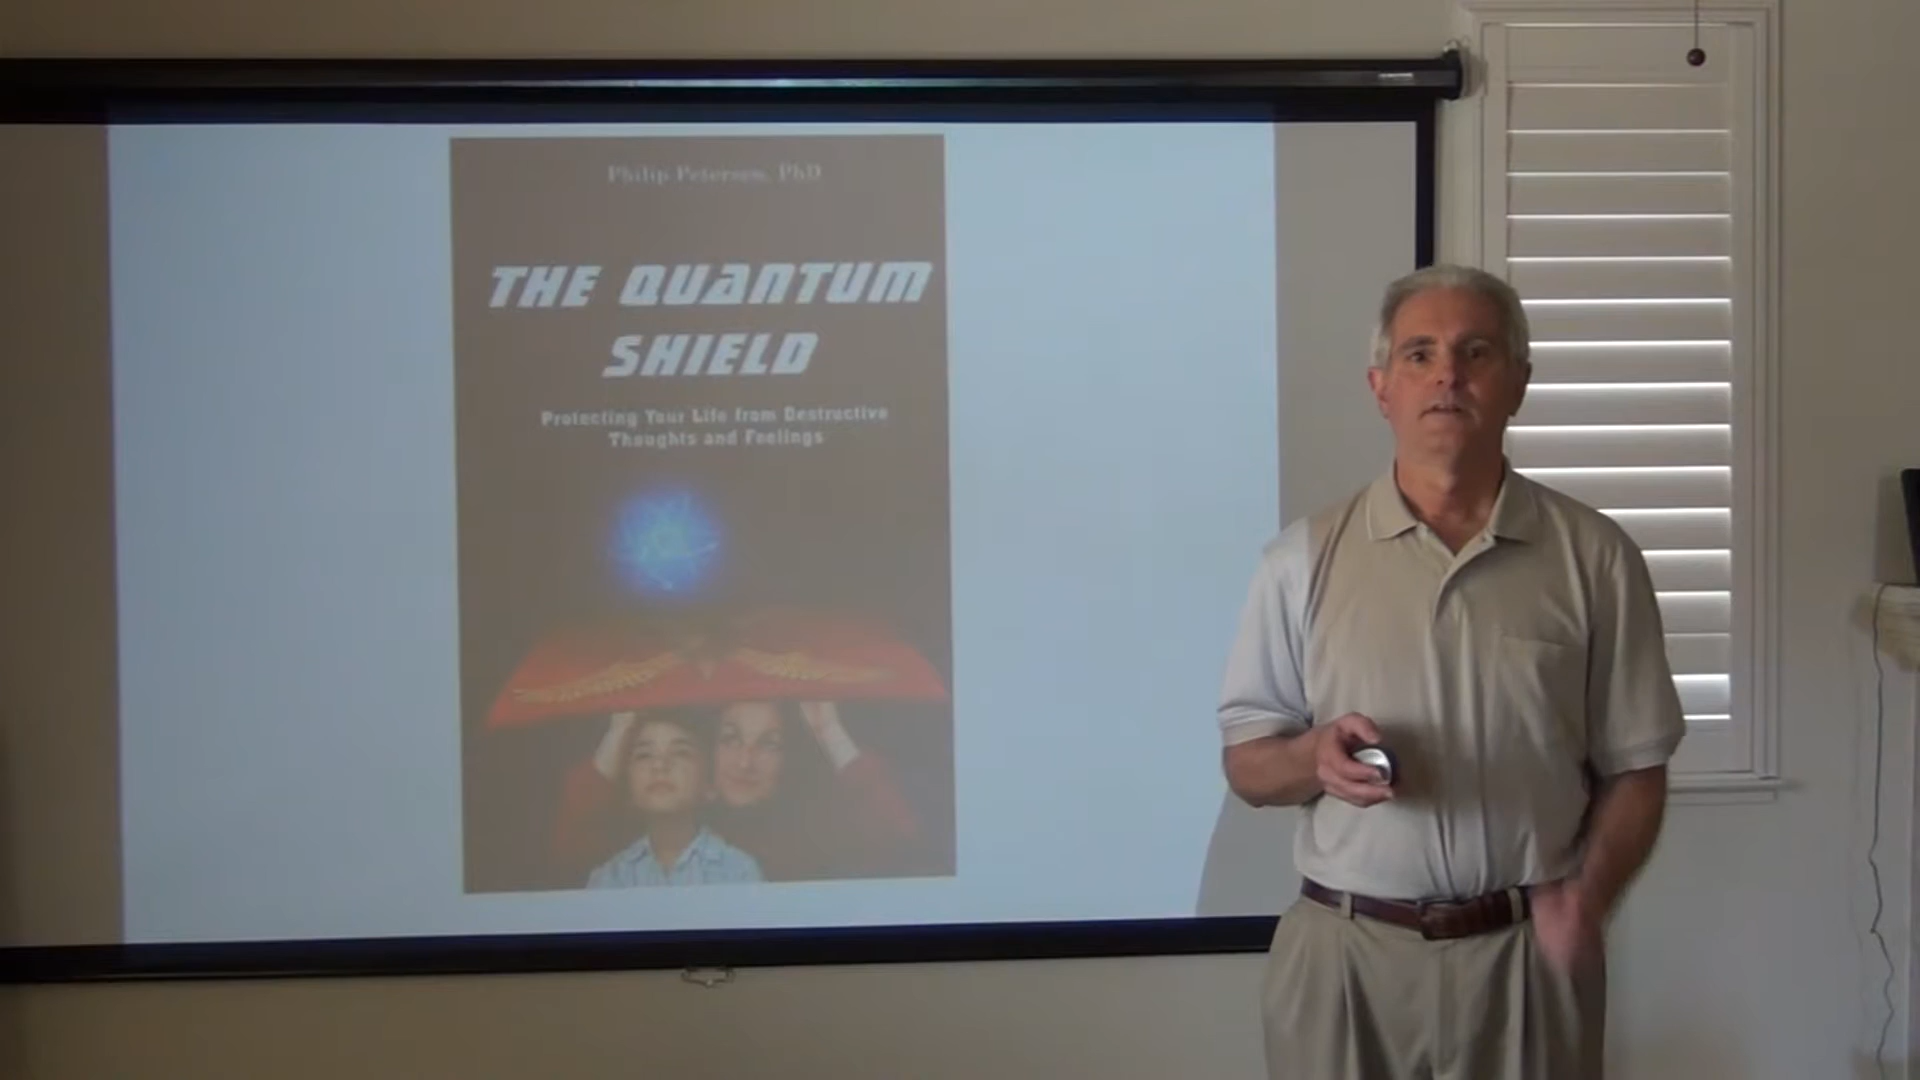 Philip Peterson, PhD
THE QUANTUM
SHIELD
Protecting Your Life from Destructive
Thoughts and Feelings